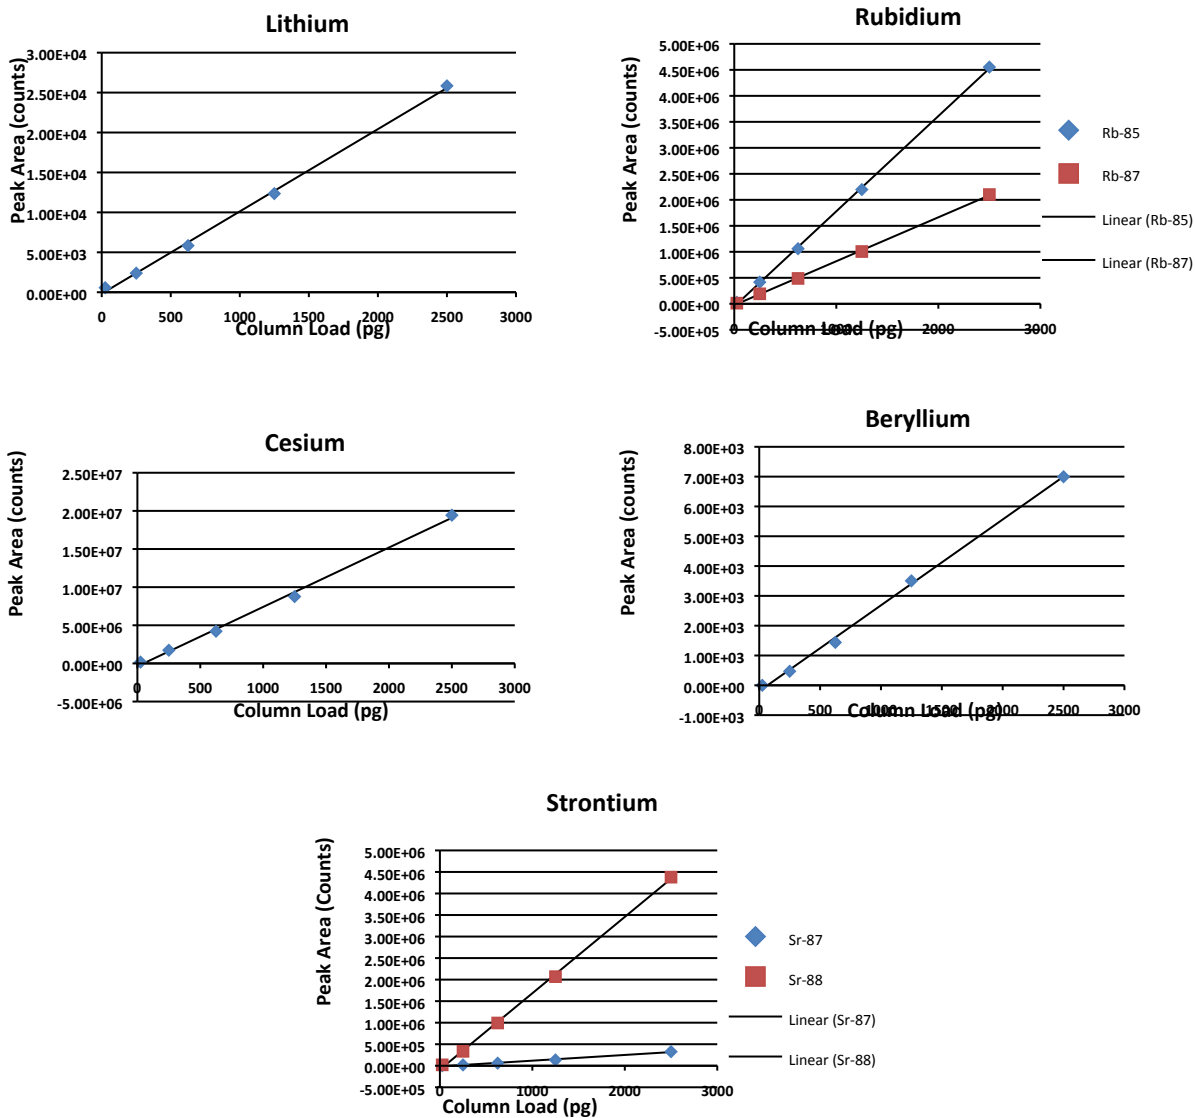 Lithium
Peak Area (counts)
3.00E+04
2.50E+04
2.00E+04
1.50E+04
1.00E+04
5.00E+03
0.00E+00
0 500 1000 1500 2000 2500 3000
Column Load (pg)
Rubidium
Peak Area (counts)
5.00E+06
4.50E+06
4.00E+06
3.50E+06
3.00E+06
2.50E+06
2.00E+06
1.50E+06
1.00E+06
5.00E+05
0.00E+00
-5.00E+05
0 1000 2000 3000
Column Load (pg)
Rb-85
Rb-87
Linear (Rb-85)
Linear (Rb-87)
Cesium
Peak Area (counts)
2.50E+07
2.00E+07
1.50E+07
1.00E+07
5.00E+06
0.00E+00
-5.00E+06
0 500 1000 1500 2000 2500 3000
Column Load (pg)
Beryllium
Peak Area (counts)
8.00E+03
7.00E+03
6.00E+03
5.00E+03
4.00E+03
3.00E+03
2.00E+03
1.00E+03
0.00E+00
-1.00E+03
0 500 1000 1500 2000 2500 3000
Column Load (pg)
Strontium
Peak Area (Counts)
5.00E+06
4.50E+06
4.00E+06
3.50E+06
3.00E+06
2.50E+06
2.00E+06
1.50E+06
1.00E+06
5.00E+05
0.00E+00
-5.00E+05
0 1000 2000 3000
Column Load (pg)
Sr-87
Sr-88
Linear (Sr-87)
Linear (Sr-88)